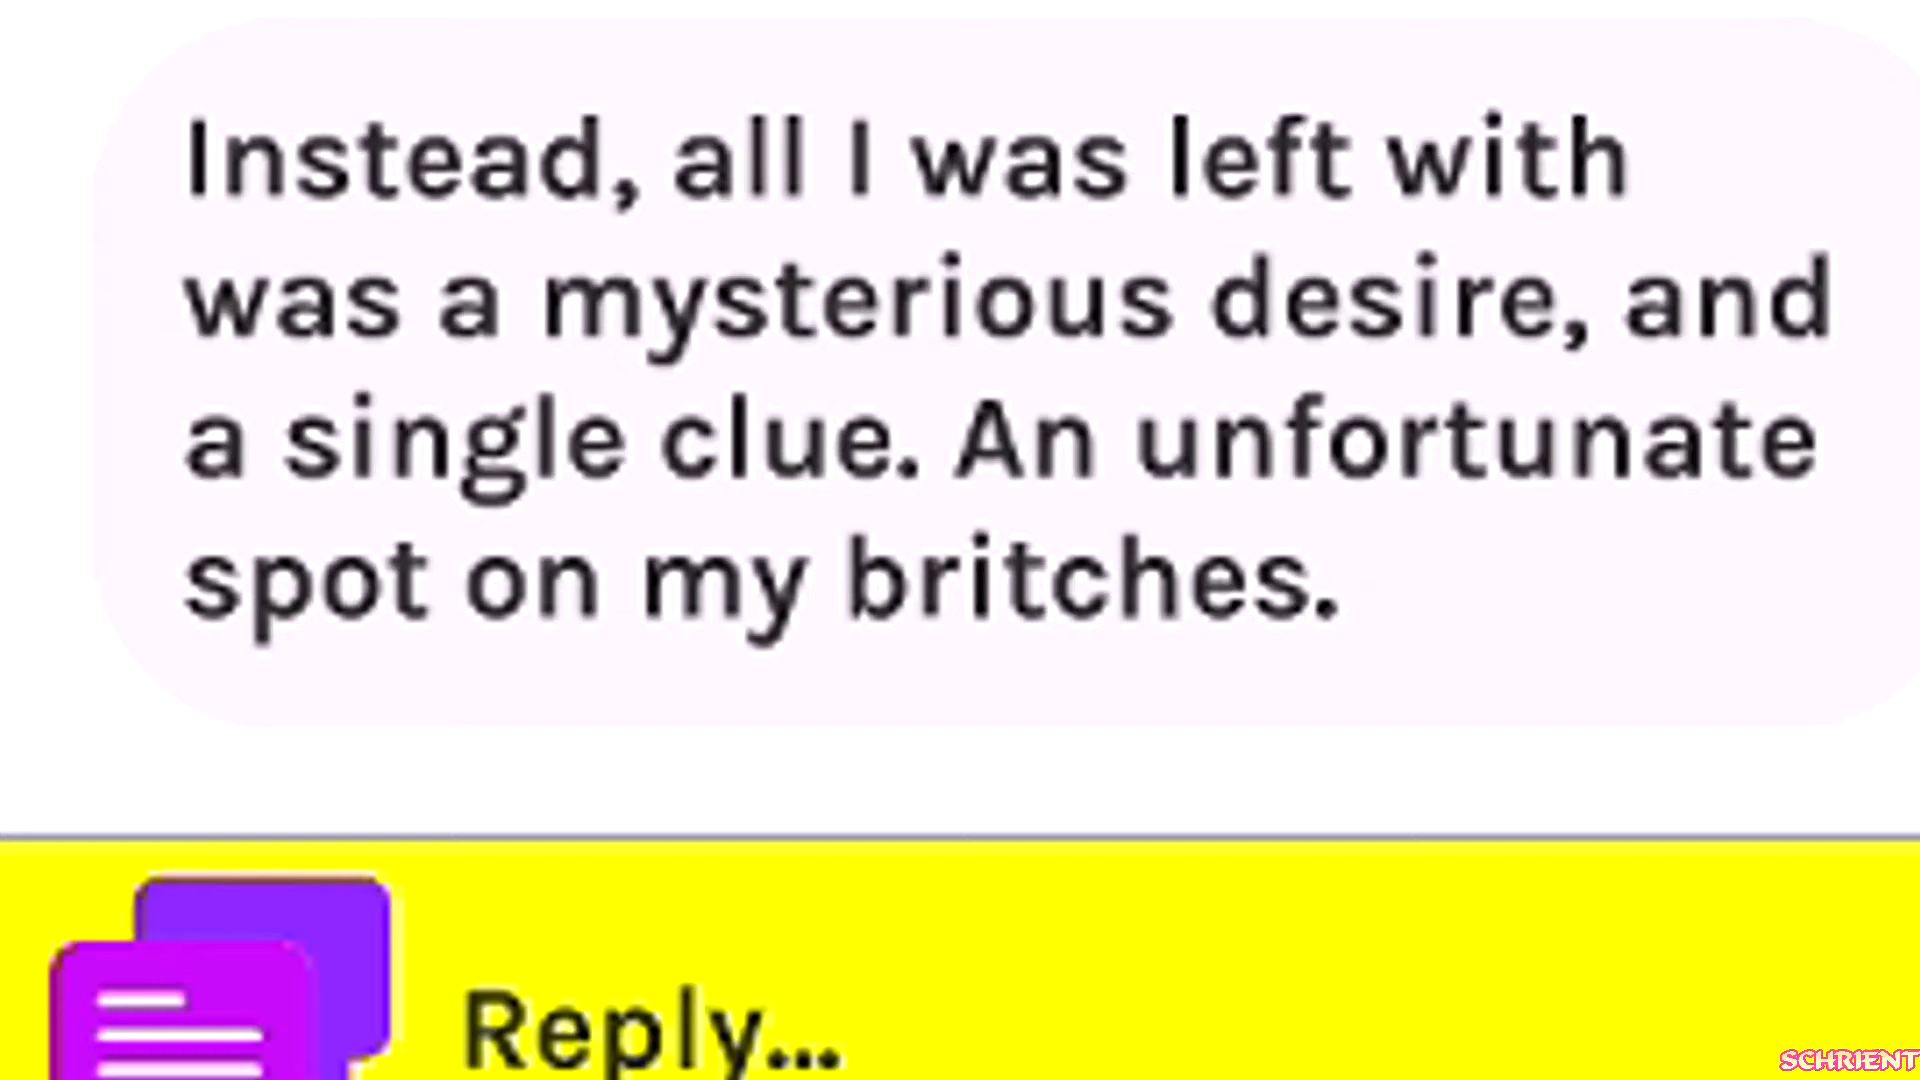 Instead, all I was left with
was a mysterious desire, and
a single clue. An unfortunate
spot on my britches.
Reply...
SCHRIENT